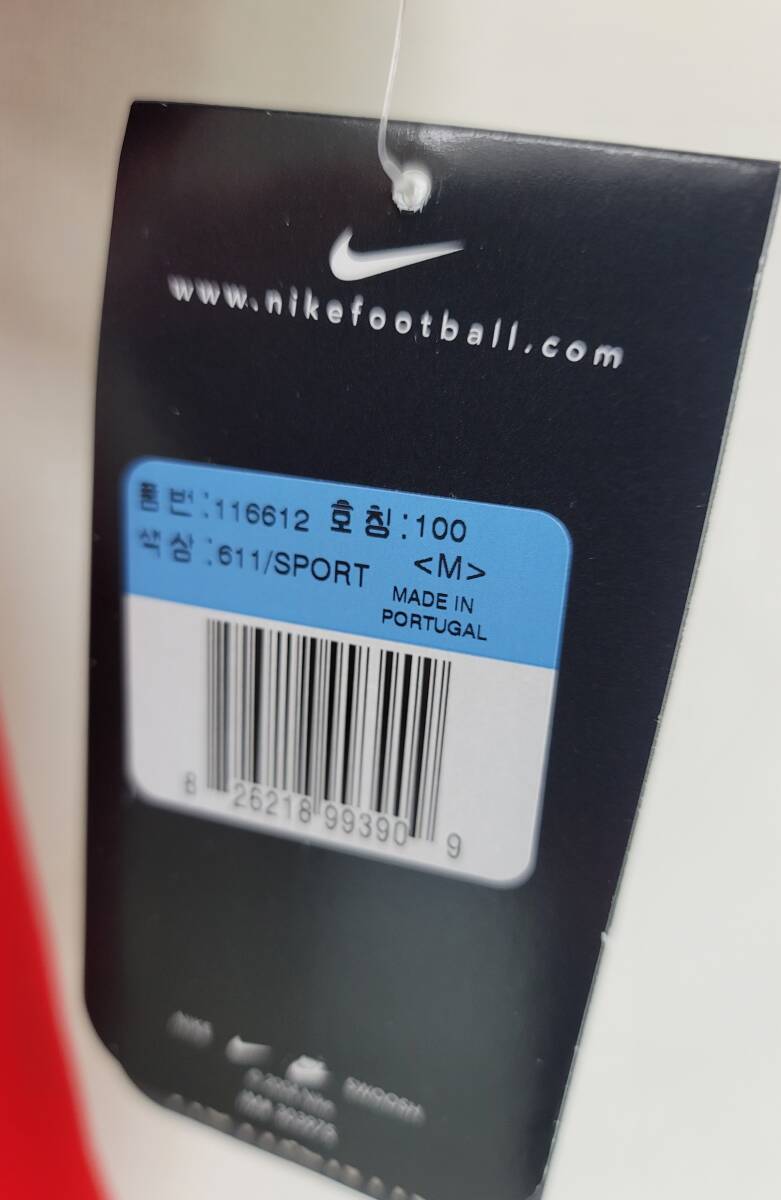 www.nikefootball.com
품번:116612 호칭:100
색상:611/SPORT <M>
MADE IN
PORTUGAL
26218 99390 9
SWOOSH